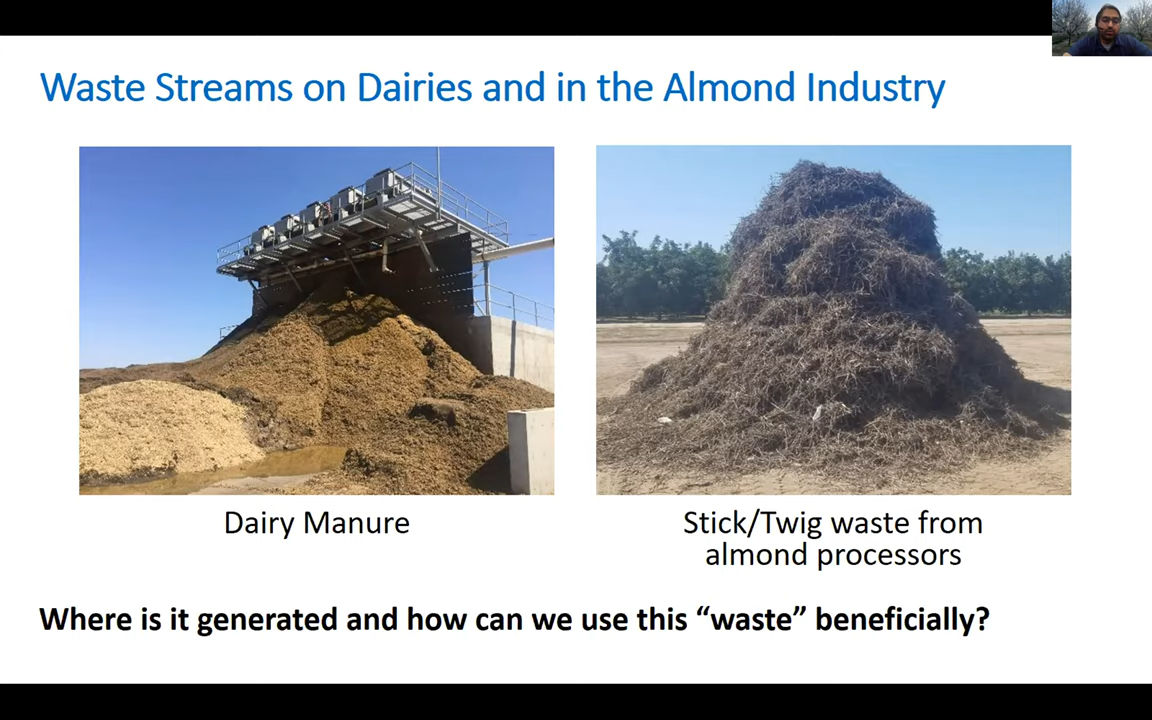 Waste Streams on Dairies and in the Almond Industry
Dairy Manure
Stick/Twig waste from
almond processors
Where is it generated and how can we use this “waste” beneficially?